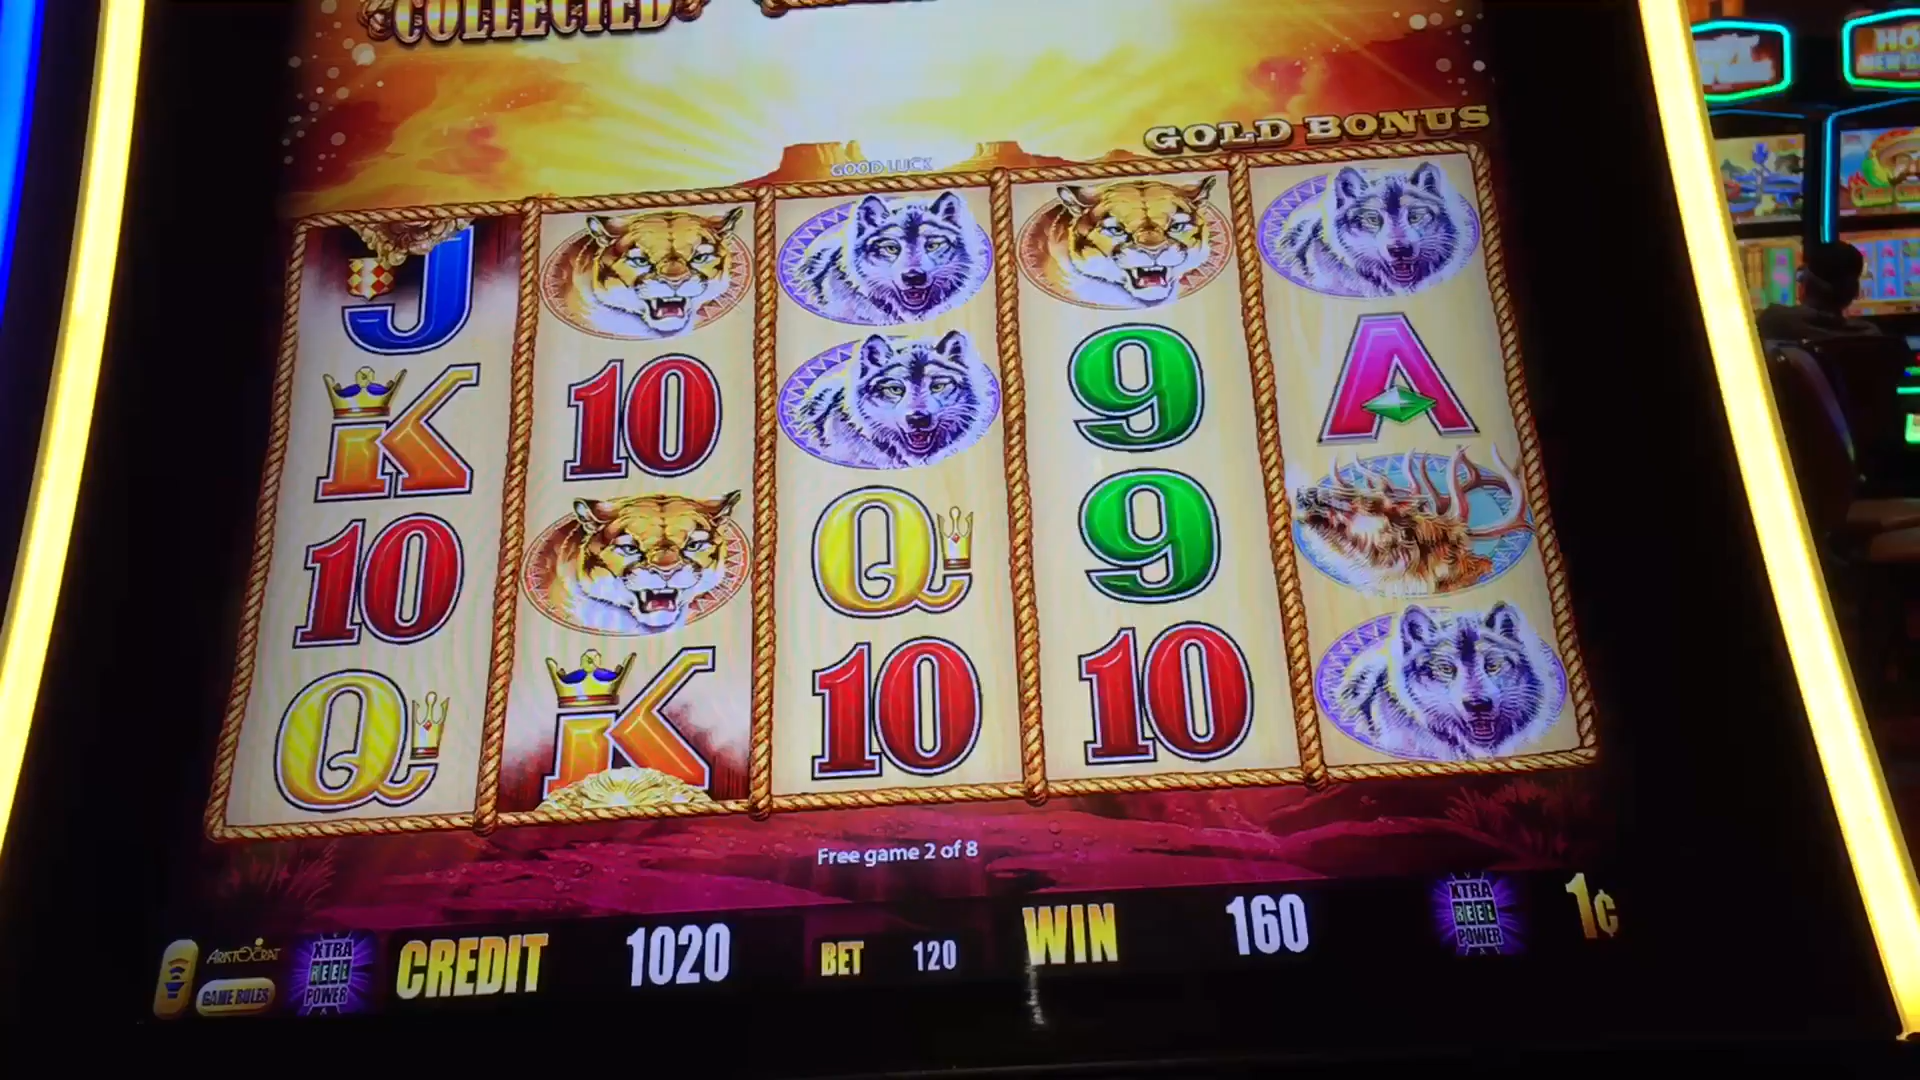 COLLECTED
GOLD BONUS
GOOD LUCK
J
K
10
Q
10
K
Q
10
9
9
10
A
Free game 2 of 8
ARISTOCRAT
GAME RULES
XTRA
REEL
POWER
CREDIT 1020
BET 120
WIN 160
XTRA
REEL
POWER
1¢